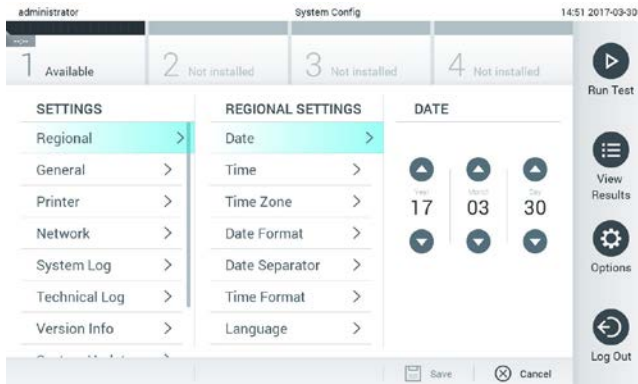 administrator System Config 14:51 2017-03-30
1 Available 2 Not installed 3 Not installed 4 Not installed
Run Test
SETTINGS REGIONAL SETTINGS DATE
Regional > Date >
General > Time >
View
Results
Printer > Time Zone > Year Month Day
17 03 30
Network > Date Format >
System Log > Date Separator >
Options
Technical Log > Time Format >
Version Info > Language >
Log Out
Save Cancel